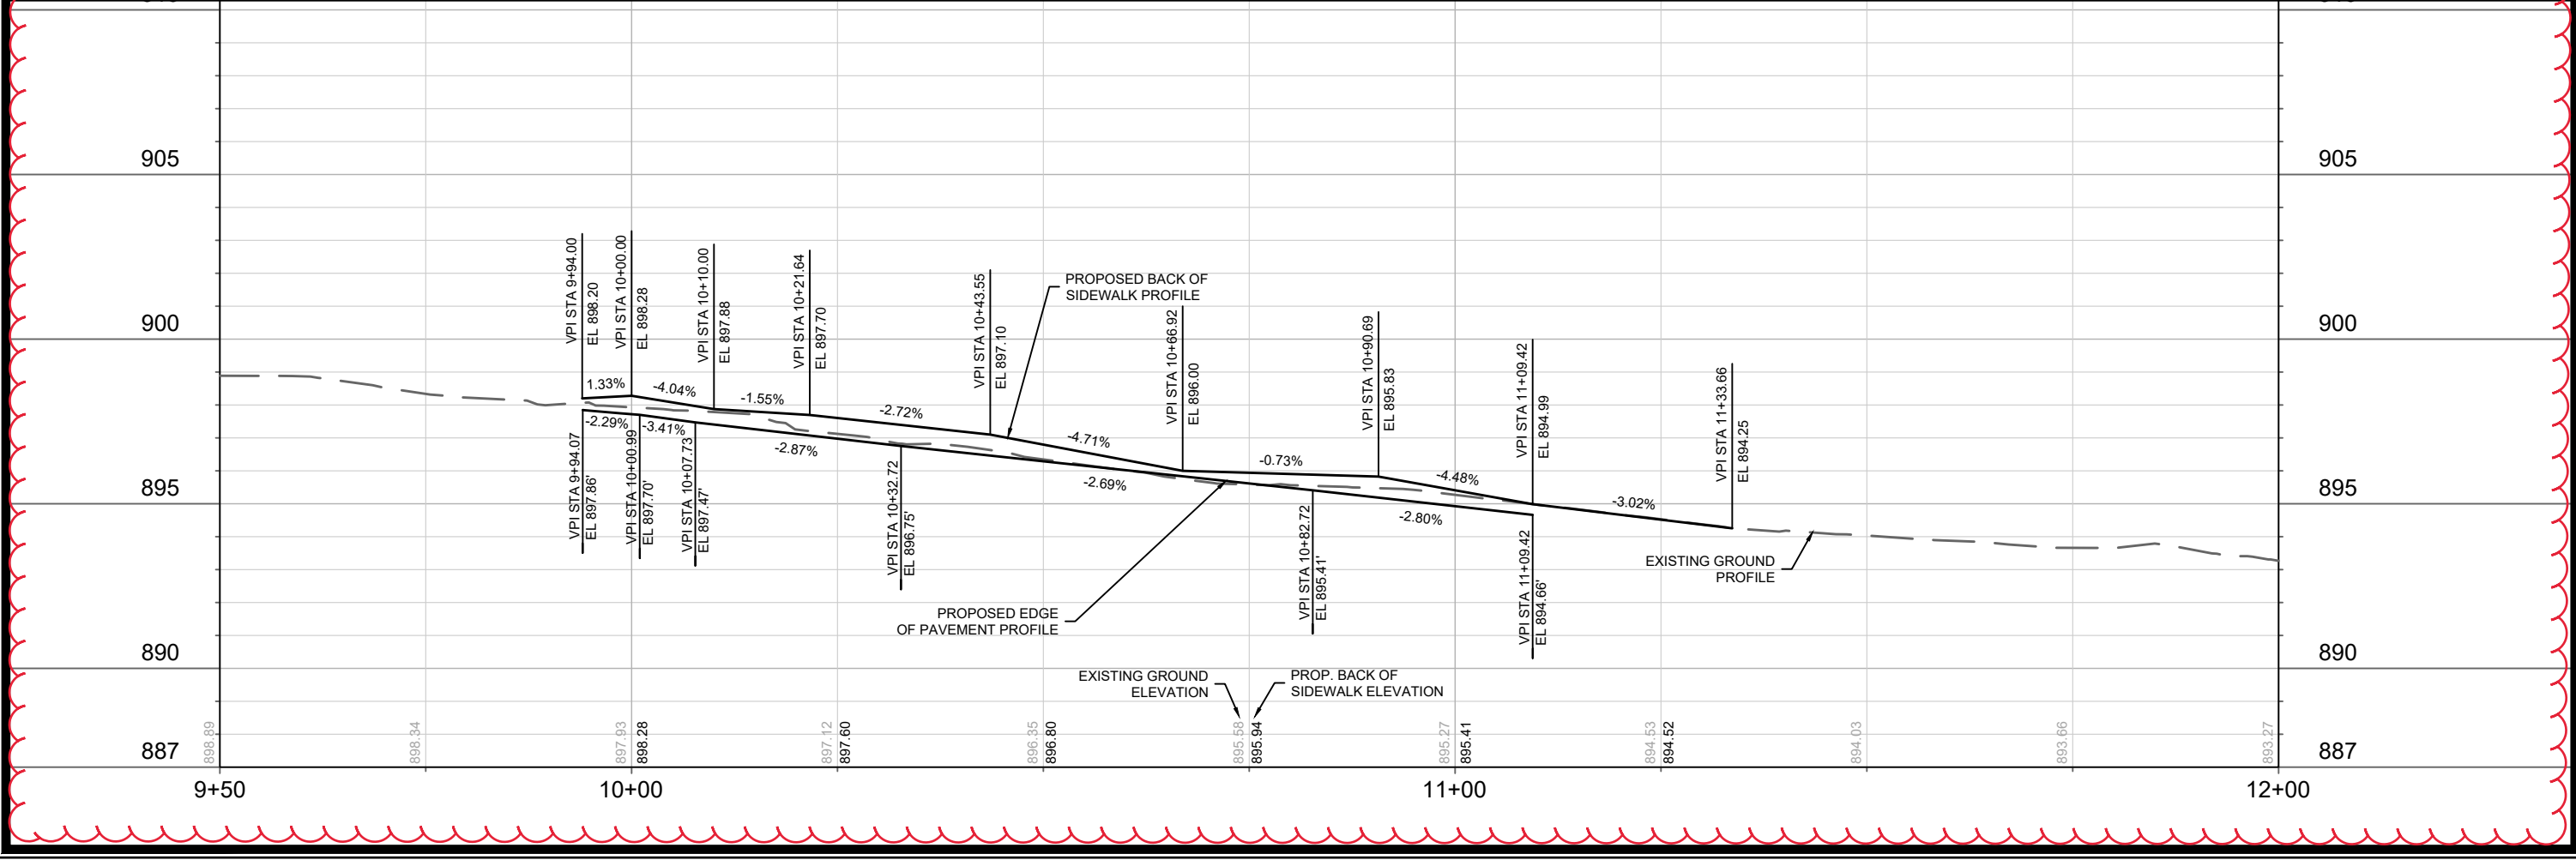 905
905
900
900
895
895
890
890
887
887
VPI STA 9+94.00
EL 898.20
VPI STA 10+00.00
EL 898.28
VPI STA 10+10.00
EL 897.88
VPI STA 10+21.64
EL 897.70
VPI STA 10+43.55
EL 897.10
PROPOSED BACK OF
SIDEWALK PROFILE
VPI STA 10+66.92
EL 896.00
VPI STA 10+90.69
EL 895.83
VPI STA 11+09.42
EL 894.99
VPI STA 11+33.66
EL 894.25
1.33%
-4.04%
-1.55%
-2.72%
-4.71%
-0.73%
-4.48%
-3.02%
-2.29%
-3.41%
-2.87%
-2.69%
-2.80%
VPI STA 9+94.07
EL 897.86'
VPI STA 10+00.99
EL 897.70'
VPI STA 10+07.73
EL 897.47'
VPI STA 10+32.72
EL 896.75'
VPI STA 10+82.72
EL 895.41'
VPI STA 11+09.42
EL 894.66'
EXISTING GROUND
PROFILE
PROPOSED EDGE
OF PAVEMENT PROFILE
EXISTING GROUND
ELEVATION
PROP. BACK OF
SIDEWALK ELEVATION
898.89
898.34
897.93
898.28
897.12
897.60
896.35
896.80
895.58
895.94
895.27
895.41
894.53
894.52
894.03
893.66
893.27
9+50
10+00
11+00
12+00